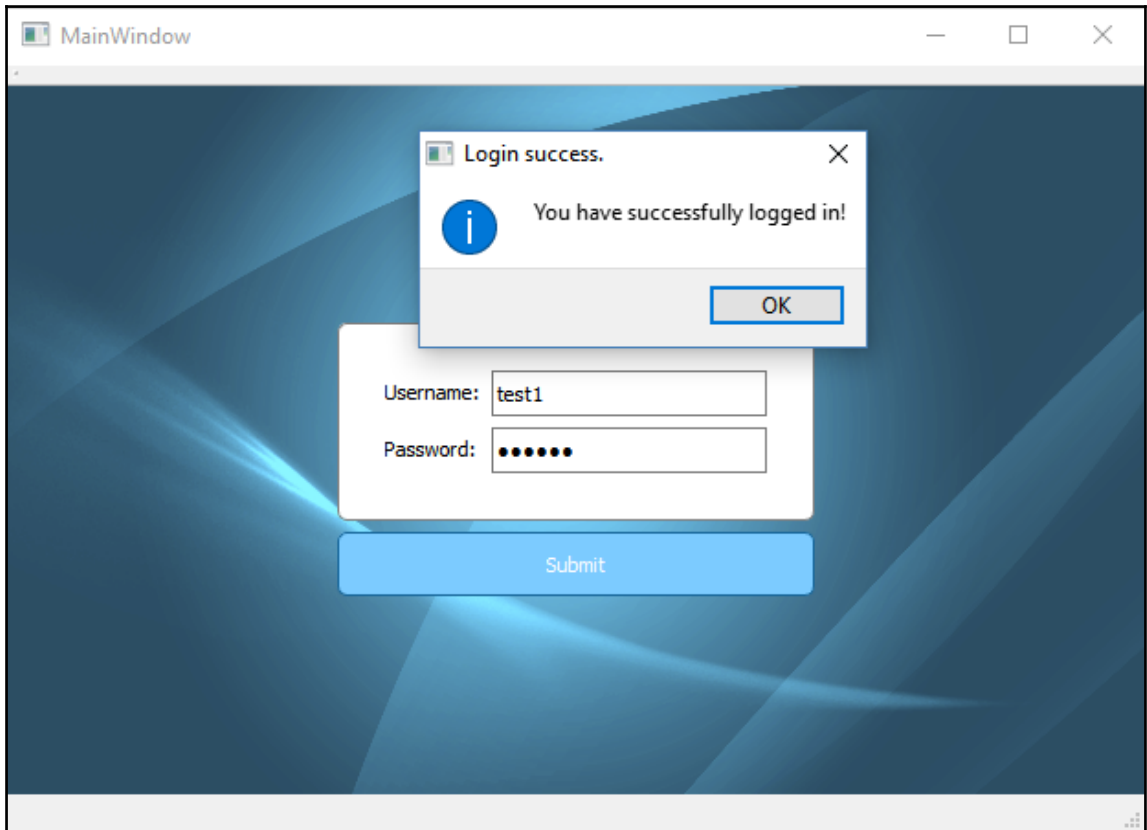 MainWindow
Login success.
You have successfully logged in!
OK
Username: test1
Password: ••••••
Submit